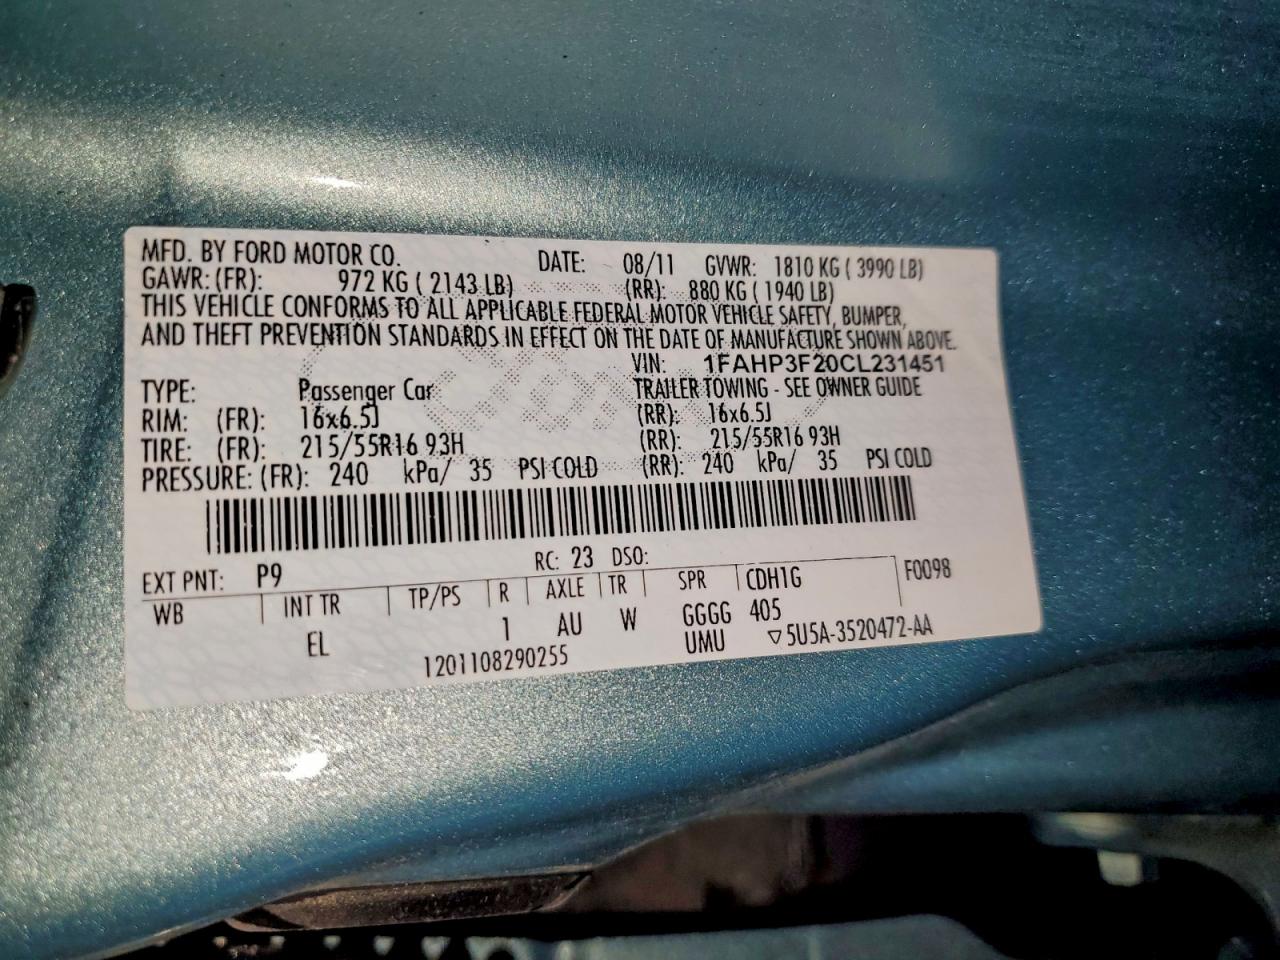 MFD. BY FORD MOTOR CO. DATE: 08/11 GVWR: 1810 KG ( 3990 LB)
GAWR: (FR): 972 KG ( 2143 LB) (RR): 880 KG ( 1940 LB)
THIS VEHICLE CONFORMS TO ALL APPLICABLE FEDERAL MOTOR VEHICLE SAFETY, BUMPER,
AND THEFT PREVENTION STANDARDS IN EFFECT ON THE DATE OF MANUFACTURE SHOWN ABOVE.
VIN: 1FAHP3F20CL231451
TYPE: Passenger Car TRAILER TOWING - SEE OWNER GUIDE
RIM: (FR): 16x6.5J (RR): 16x6.5J
TIRE: (FR): 215/55R16 93H (RR): 215/55R16 93H
PRESSURE: (FR): 240 kPa/ 35 PSI COLD (RR): 240 kPa/ 35 PSI COLD
EXT PNT: P9 RC: 23 DSO: F0098
WB INT TR TP/PS R AXLE TR SPR CDH1G
EL 1 AU W GGGG 405
1201108290255 UMU ▽5U5A-3520472-AA